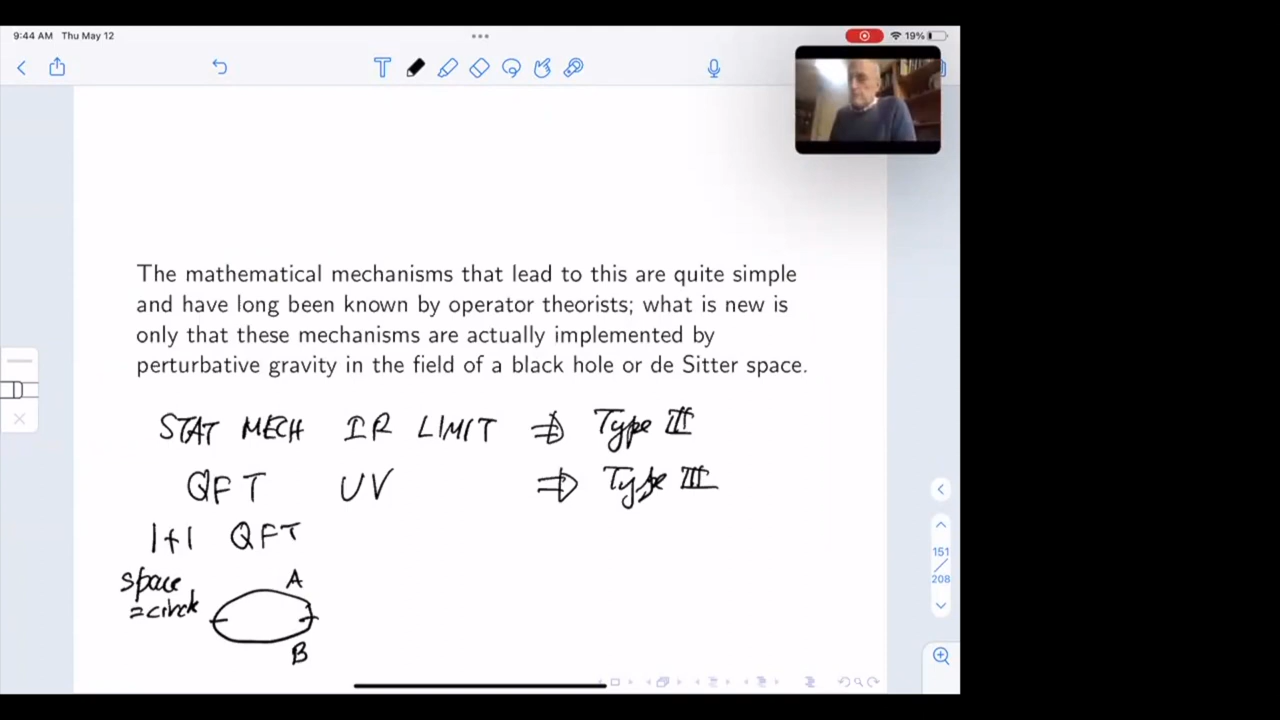 9:44 AM Thu May 12
19%
The mathematical mechanisms that lead to this are quite simple
and have long been known by operator theorists; what is new is
only that these mechanisms are actually implemented by
perturbative gravity in the field of a black hole or de Sitter space.
STAT MECH IR LIMIT ⇒ Type III
QFT UV ⇒ Type III
1+1 QFT
space
=circle
A
B
151
/
208